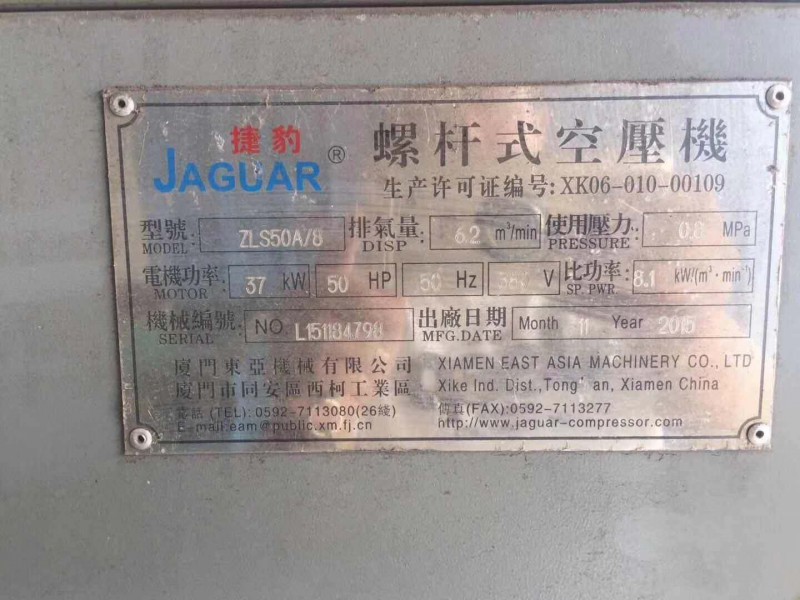 捷豹
JAGUAR®
螺杆式空壓機
生产许可证编号: XK06-010-00109
型號: MODEL: ZLS50A/8 排氣量: DISP 6.2 m³/min 使用壓力: PRESSURE: 0.8 MPa
電機功率: MOTOR 37 kW 50 HP 50 Hz 380 V 比功率: SP. PWR. 8.1 kW/(m³·min⁻¹)
機械編號: SERIAL NO L151184798 出廠日期 MFG.DATE Month 11 Year 2015
廈門東亞機械有限公司 XIAMEN EAST ASIA MACHINERY CO., LTD
廈門市同安區西柯工業區 Xike Ind. Dist.,Tong' an, Xiamen China
電話 (TEL): 0592-7113080(26綫) 傳真(FAX):0592-7113277
E-mail:eam@public.xm.fj.cn http://www.jaguar-compressor.com